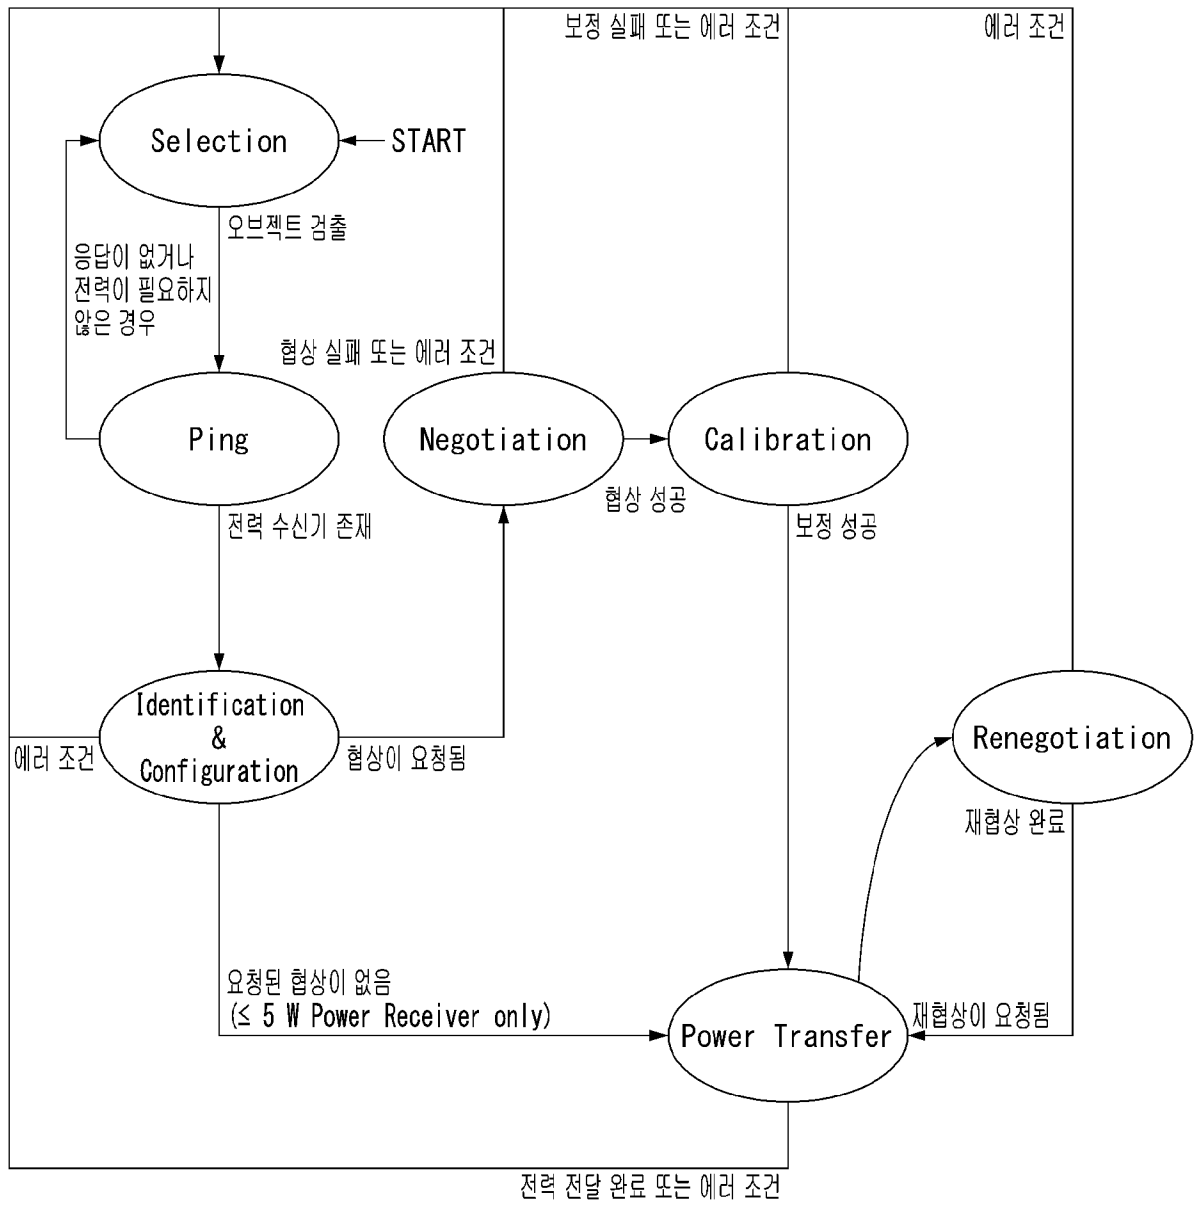 보정 실패 또는 에러 조건
에러 조건
Selection
START
오브젝트 검출
응답이 없거나
전력이 필요하지
않은 경우
협상 실패 또는 에러 조건
Ping
Negotiation
Calibration
협상 성공
전력 수신기 존재
보정 성공
Identification
&
Configuration
에러 조건
협상이 요청됨
Renegotiation
재협상 완료
요청된 협상이 없음
(≤ 5 W Power Receiver only)
Power Transfer
재협상이 요청됨
전력 전달 완료 또는 에러 조건